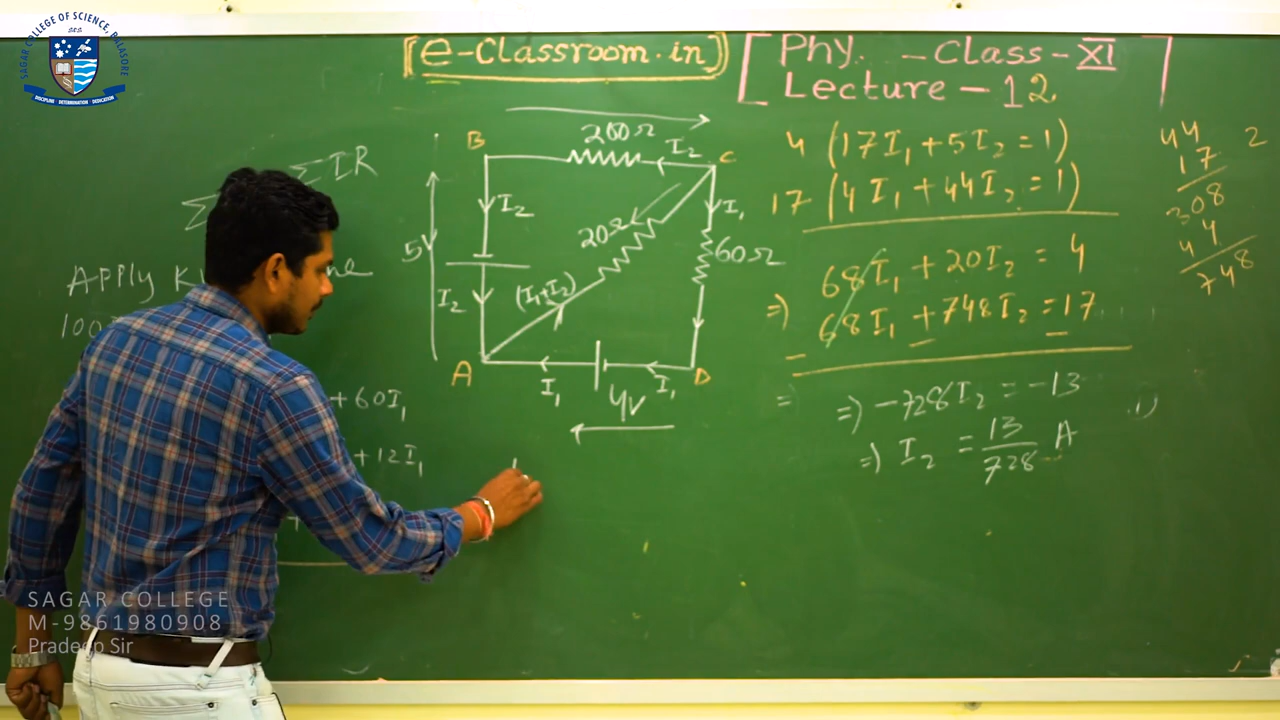 SAGAR COLLEGE OF SCIENCE, BALASORE
DISCIPLINE DETERMINATION DEDICATION
[e-Classroom.in]
[Phy. – Class – XI]
Lecture – 12.
ΣIR
Σ
Apply K
+ 60I₁
+ 12I₁
B
200Ω
I₂
C
I₂
I₁
20Ω
60Ω
5V
I₂
(I₁+I₂)
A
I₁
4V
I₁
D
4 (17I₁ + 5I₂ = 1)
17 (4I₁ + 44I₂ = 1)
68I₁ + 20I₂ = 4
⇒) 68I₁ + 748I₂ = 17
– – –
⇒) –728I₂ = –13
⇒) I₂ = 13/728 A
44 2
17
308
44
748
SAGAR COLLEGE
M-9861980908
Pradeep Sir